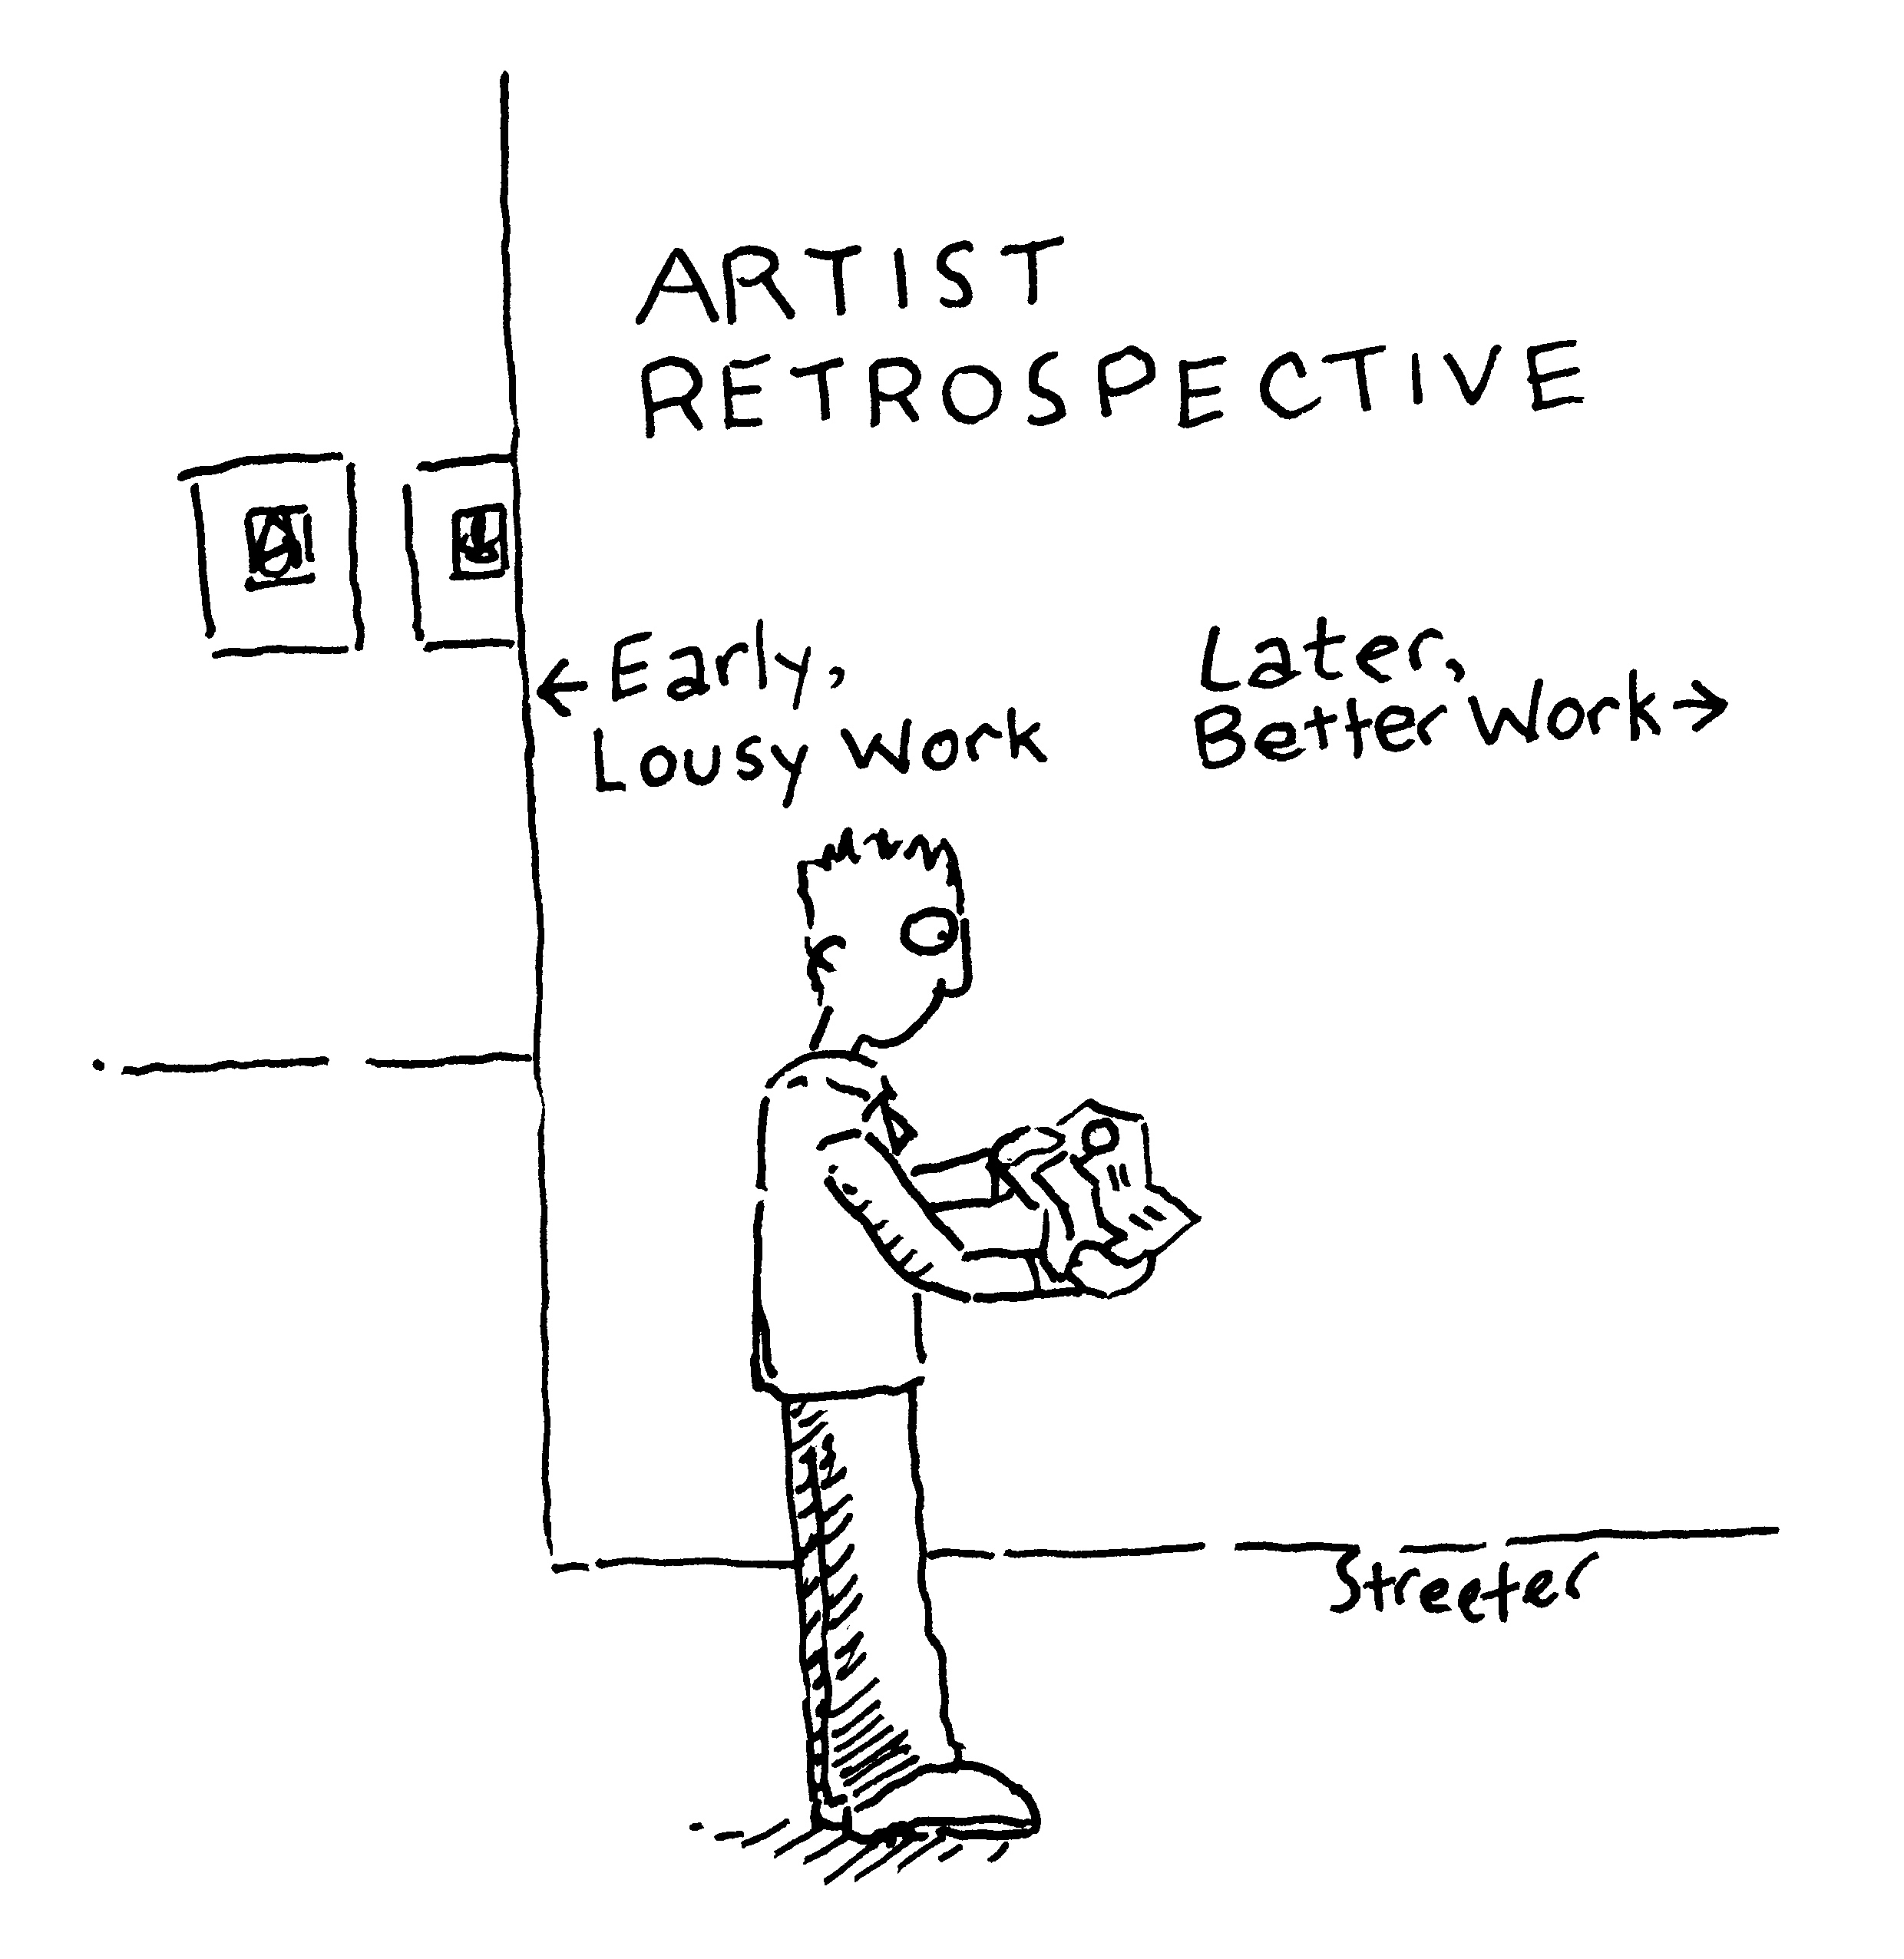 ARTIST
RETROSPECTIVE
← Early,
Lousy Work
Later,
Better Work →
Streeter